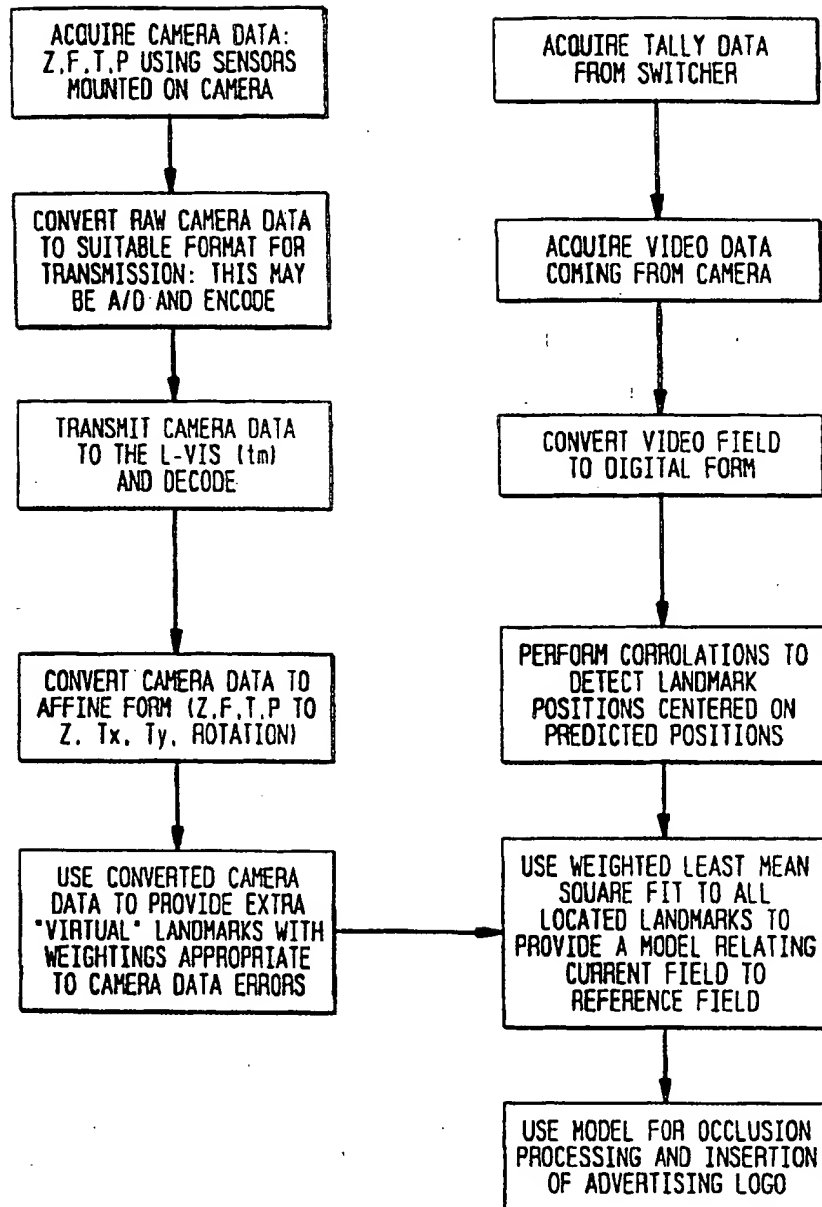 ACQUIRE CAMERA DATA:
Z,F,T,P USING SENSORS
MOUNTED ON CAMERA
CONVERT RAW CAMERA DATA
TO SUITABLE FORMAT FOR
TRANSMISSION: THIS MAY
BE A/D AND ENCODE
TRANSMIT CAMERA DATA
TO THE L-VIS (tm)
AND DECODE
CONVERT CAMERA DATA TO
AFFINE FORM (Z,F,T,P TO
Z, Tx, Ty, ROTATION)
USE CONVERTED CAMERA
DATA TO PROVIDE EXTRA
"VIRTUAL" LANDMARKS WITH
WEIGHTINGS APPROPRIATE
TO CAMERA DATA ERRORS
ACQUIRE TALLY DATA
FROM SWITCHER
ACQUIRE VIDEO DATA
COMING FROM CAMERA
CONVERT VIDEO FIELD
TO DIGITAL FORM
PERFORM CORROLATIONS TO
DETECT LANDMARK
POSITIONS CENTERED ON
PREDICTED POSITIONS
USE WEIGHTED LEAST MEAN
SQUARE FIT TO ALL
LOCATED LANDMARKS TO
PROVIDE A MODEL RELATING
CURRENT FIELD TO
REFERENCE FIELD
USE MODEL FOR OCCLUSION
PROCESSING AND INSERTION
OF ADVERTISING LOGO